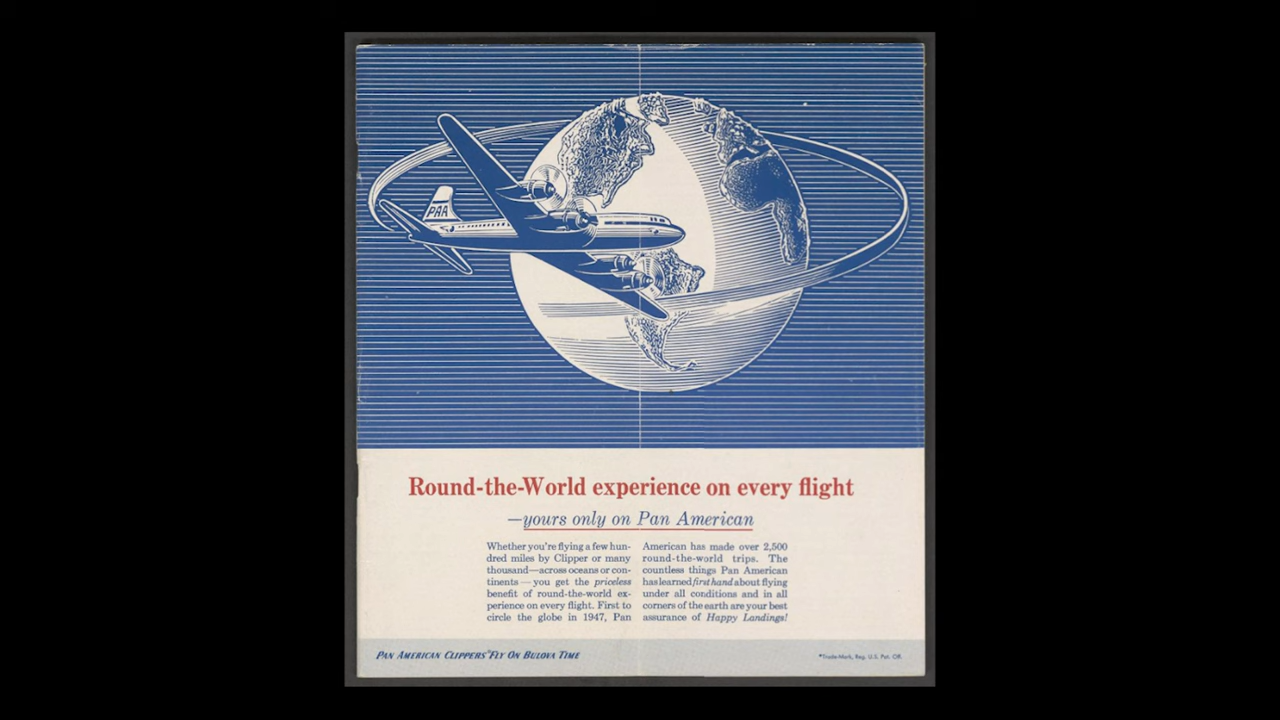 PAA
Round-the-World experience on every flight
—yours only on Pan American
Whether you're flying a few hun-
dred miles by Clipper or many
thousand—across oceans or con-
tinents—you get the priceless
benefit of round-the-world ex-
perience on every flight. First to
circle the globe in 1947, Pan
American has made over 2,500
round-the-world trips. The
countless things Pan American
has learned first hand about flying
under all conditions and in all
corners of the earth are your best
assurance of Happy Landings!
PAN AMERICAN CLIPPERS* FLY ON BULOVA TIME
*Trade-Mark, Reg. U.S. Pat. Off.